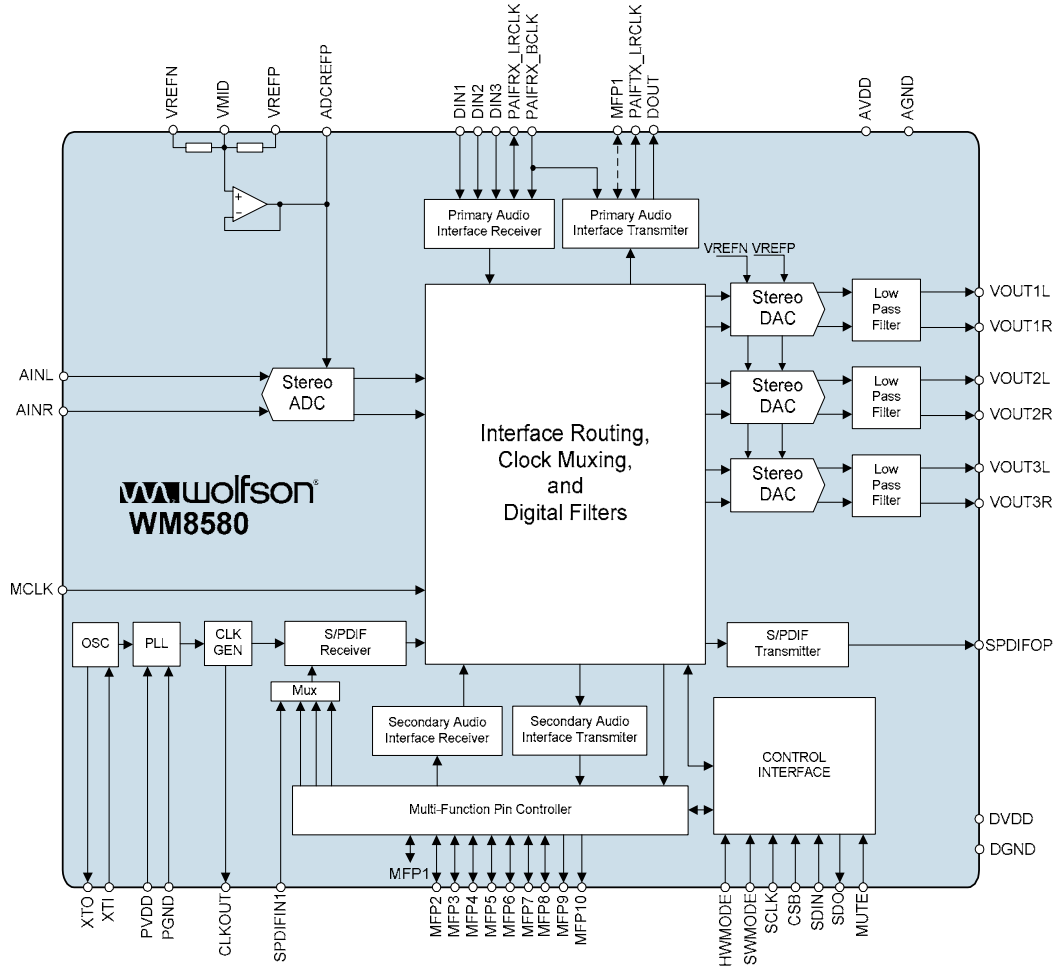 VREFN
VMID
VREFP
ADCREFP
DIN1
DIN2
DIN3
PAIFRX_LRCLK
PAIFRX_BCLK
MFP1
PAIFTX_LRCLK
DOUT
AVDD
AGND
+
−
Primary Audio
Interface Receiver
Primary Audio
Interface Transmiter
VREFN VREFP
Stereo
DAC
Low
Pass
Filter
VOUT1L
VOUT1R
AINL
AINR
Stereo
ADC
Stereo
DAC
Low
Pass
Filter
VOUT2L
VOUT2R
Interface Routing,
Clock Muxing,
and
Digital Filters
Stereo
DAC
Low
Pass
Filter
VOUT3L
VOUT3R
wolfson®
WM8580
MCLK
OSC
PLL
CLK
GEN
S/PDIF
Receiver
S/PDIF
Transmitter
SPDIFOP
Mux
Secondary Audio
Interface Receiver
Secondary Audio
Interface Transmiter
CONTROL
INTERFACE
Multi-Function Pin Controller
DVDD
DGND
MFP1
XTO
XTI
PVDD
PGND
CLKOUT
SPDIFIN1
MFP2
MFP3
MFP4
MFP5
MFP6
MFP7
MFP8
MFP9
MFP10
HWMODE
SWMODE
SCLK
CSB
SDIN
SDO
MUTE